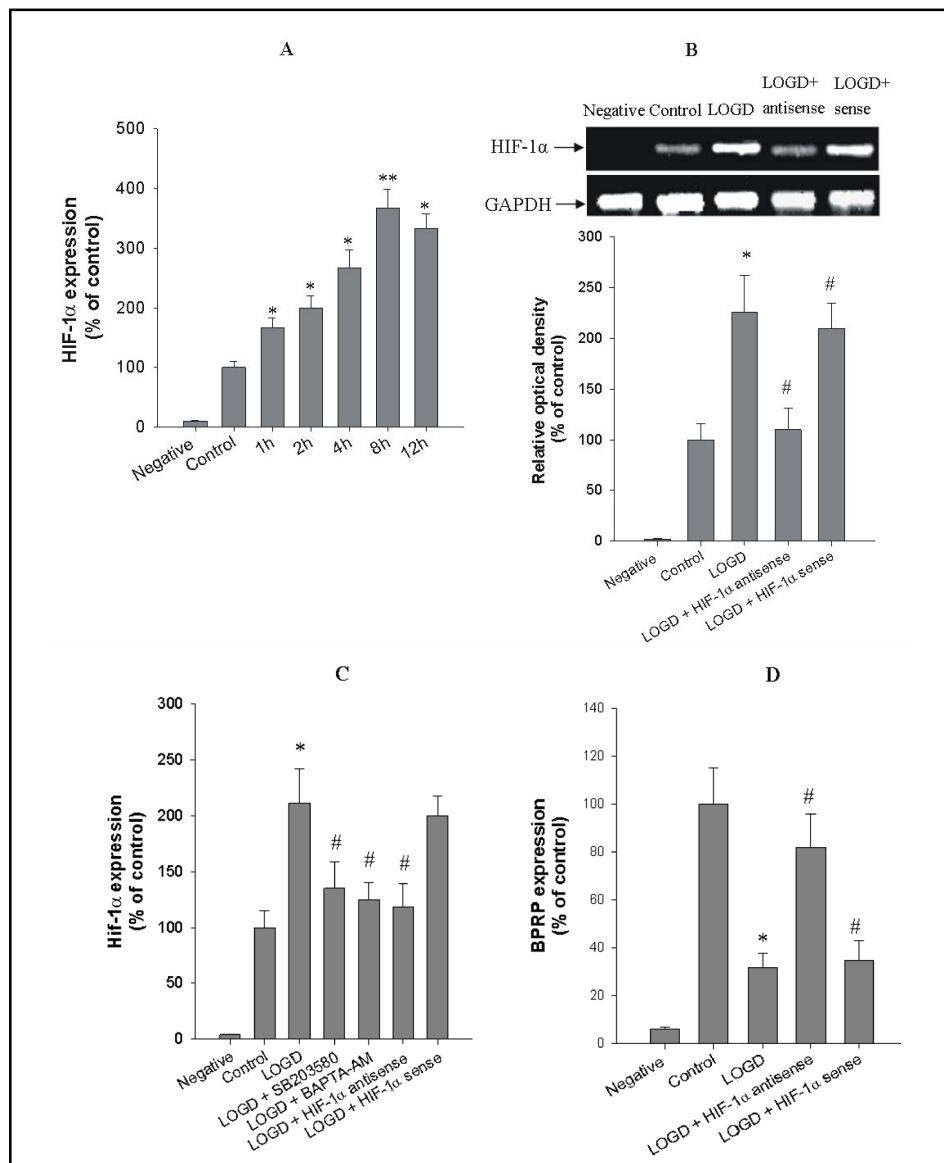 A
HIF-1α expression
(% of control)
500
400
300
200
100
0
* * * ** *
Negative Control 1h 2h 4h 8h 12h
B
Negative Control LOGD LOGD+ antisense LOGD+ sense
HIF-1α
GAPDH
Relative optical density
(% of control)
300
250
200
150
100
50
0
* # #
Negative Control LOGD LOGD + HIF-1α antisense LOGD + HIF-1α sense
C
Hif-1α expression
(% of control)
300
250
200
150
100
50
0
* # # #
Negative Control LOGD LOGD + SB203580 LOGD + BAPTA-AM LOGD + HIF-1α antisense LOGD + HIF-1α sense
D
BPRP expression
(% of control)
140
120
100
80
60
40
20
0
* # #
Negative Control LOGD LOGD + HIF-1α antisense LOGD + HIF-1α sense